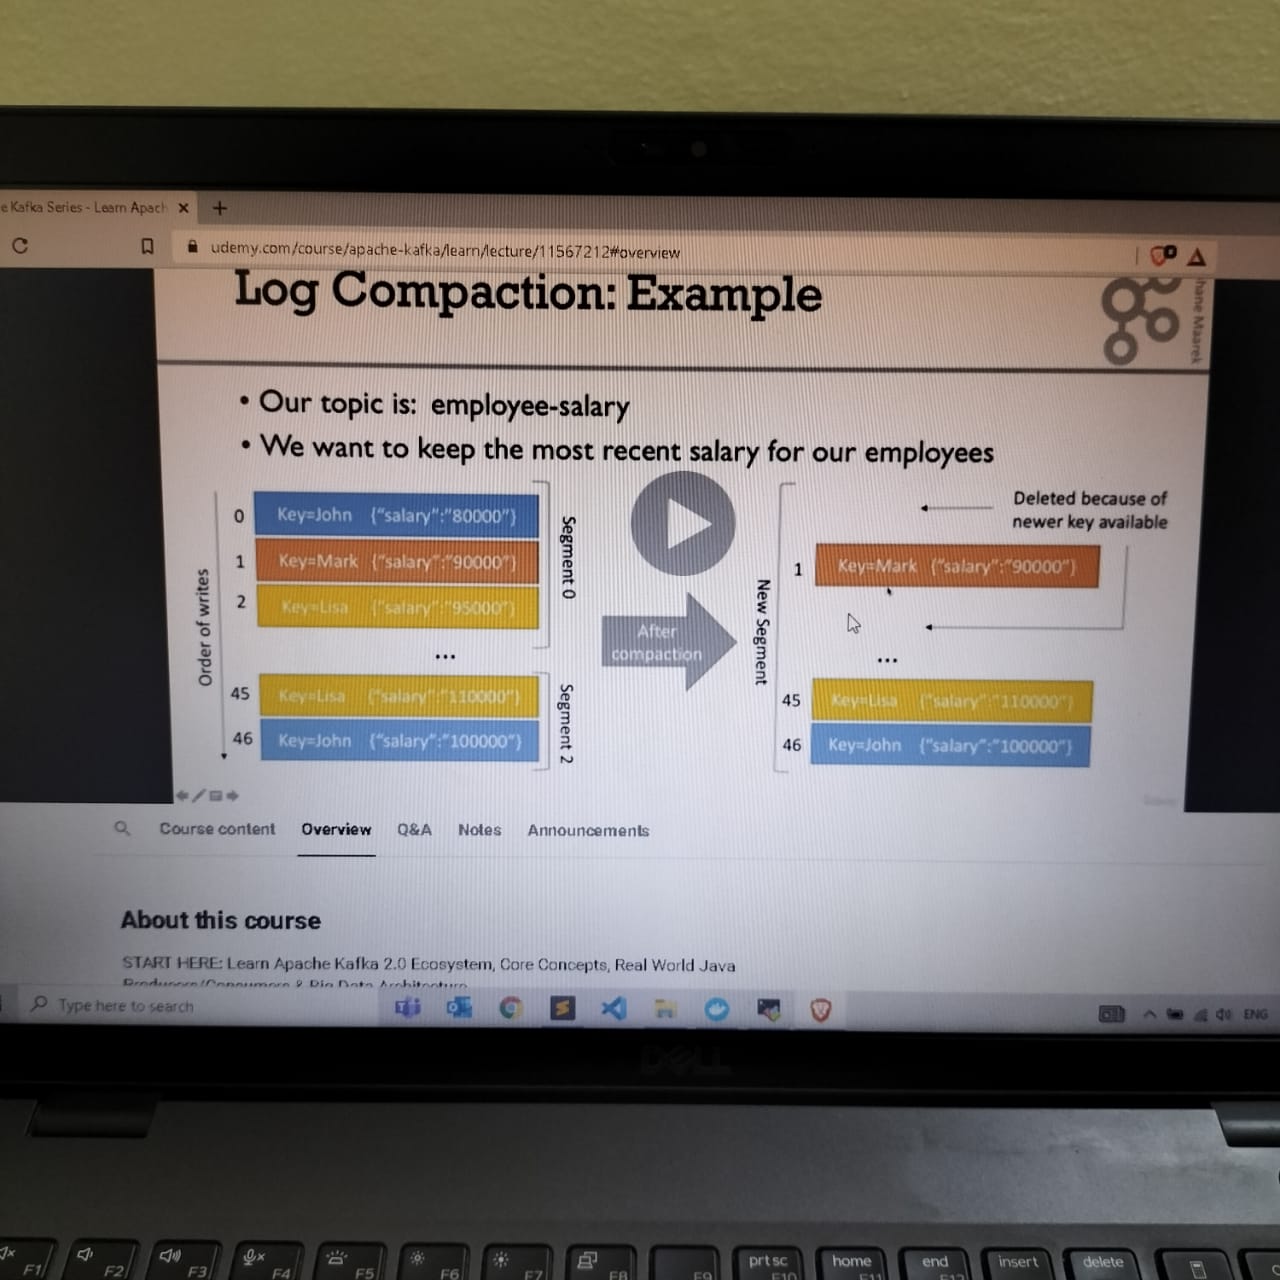 e Kafka Series - Learn Apach
udemy.com/course/apache-kafka/learn/lecture/11567212#overview
Log Compaction: Example
hane Maarek
• Our topic is: employee-salary
• We want to keep the most recent salary for our employees
Order of writes
0 Key=John {"salary":"80000"}
1 Key=Mark {"salary":"90000"}
2 Key=Lisa {"salary":"95000"}
...
45 Key=Lisa {"salary":"110000"}
46 Key=John {"salary":"100000"}
Segment 0
Segment 2
After
compaction
New Segment
Deleted because of
newer key available
1 Key=Mark {"salary":"90000"}
...
45 Key=Lisa {"salary":"110000"}
46 Key=John {"salary":"100000"}
Course content Overview Q&A Notes Announcements
About this course
START HERE: Learn Apache Kafka 2.0 Ecosystem, Core Concepts, Real World Java
Producers/Consumers & Big Data Architecture
Type here to search
ENG
DELL
F1 F2 F3 F4 F5 F6 F7 F8 F9 prt sc F10 home F11 end F12 insert delete